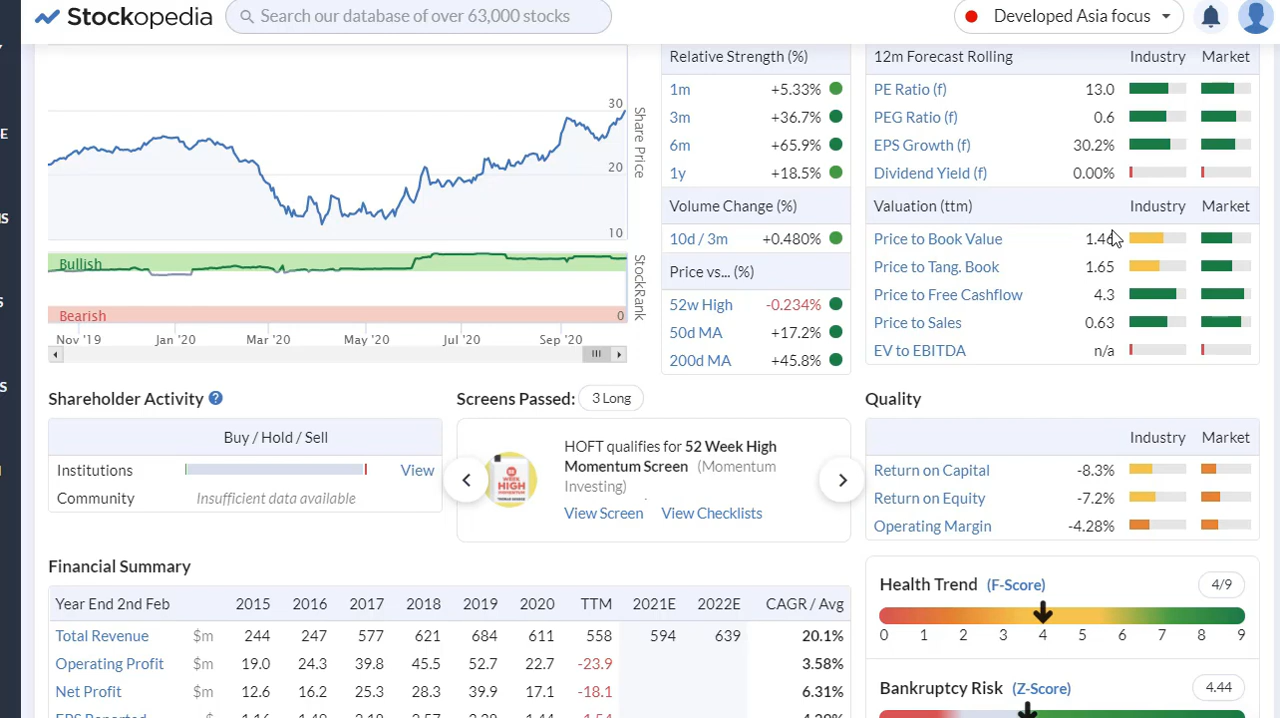 Stockopedia
Search our database of over 63,000 stocks
Developed Asia focus
30
20
10
Share Price
Bullish
Bearish
0
StockRank
Nov '19 Jan '20 Mar '20 May '20 Jul '20 Sep '20
Relative Strength (%)
1m +5.33%
3m +36.7%
6m +65.9%
1y +18.5%
Volume Change (%)
10d / 3m +0.480%
Price vs... (%)
52w High -0.234%
50d MA +17.2%
200d MA +45.8%
12m Forecast Rolling Industry Market
PE Ratio (f) 13.0
PEG Ratio (f) 0.6
EPS Growth (f) 30.2%
Dividend Yield (f) 0.00%
Valuation (ttm) Industry Market
Price to Book Value
Price to Tang. Book 1.65
Price to Free Cashflow 4.3
Price to Sales 0.63
EV to EBITDA n/a
Shareholder Activity ?
Buy / Hold / Sell
Institutions View
Community Insufficient data available
Screens Passed: 3 Long
52 WEEK HIGH
HOFT qualifies for 52 Week High
Momentum Screen (Momentum
Investing)
View Screen View Checklists
Quality
Industry Market
Return on Capital -8.3%
Return on Equity -7.2%
Operating Margin -4.28%
Financial Summary
Year End 2nd Feb 2015 2016 2017 2018 2019 2020 TTM 2021E 2022E CAGR / Avg
Total Revenue $m 244 247 577 621 684 611 558 594 639 20.1%
Operating Profit $m 19.0 24.3 39.8 45.5 52.7 22.7 -23.9 3.58%
Net Profit $m 12.6 16.2 25.3 28.3 39.9 17.1 -18.1 6.31%
EPS Reported $
Health Trend (F-Score) 4/9
0 1 2 3 4 5 6 7 8 9
Bankruptcy Risk (Z-Score) 4.44